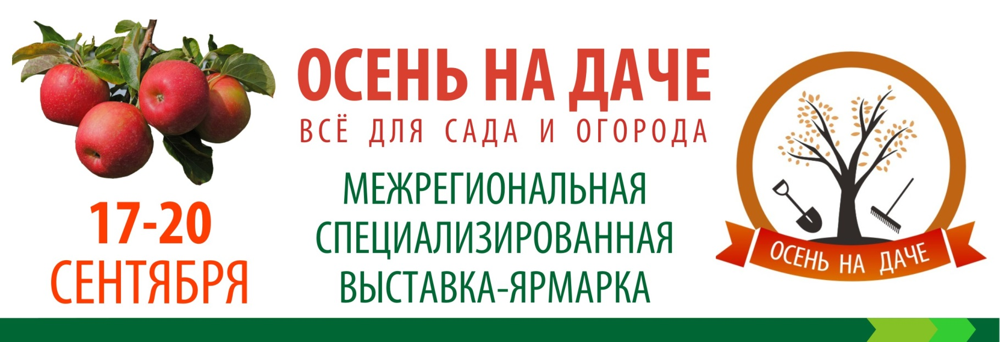 ОСЕНЬ НА ДАЧЕ
ВСЁ ДЛЯ САДА И ОГОРОДА
МЕЖРЕГИОНАЛЬНАЯ
СПЕЦИАЛИЗИРОВАННАЯ
ВЫСТАВКА-ЯРМАРКА
17-20
СЕНТЯБРЯ
ОСЕНЬ НА ДАЧЕ